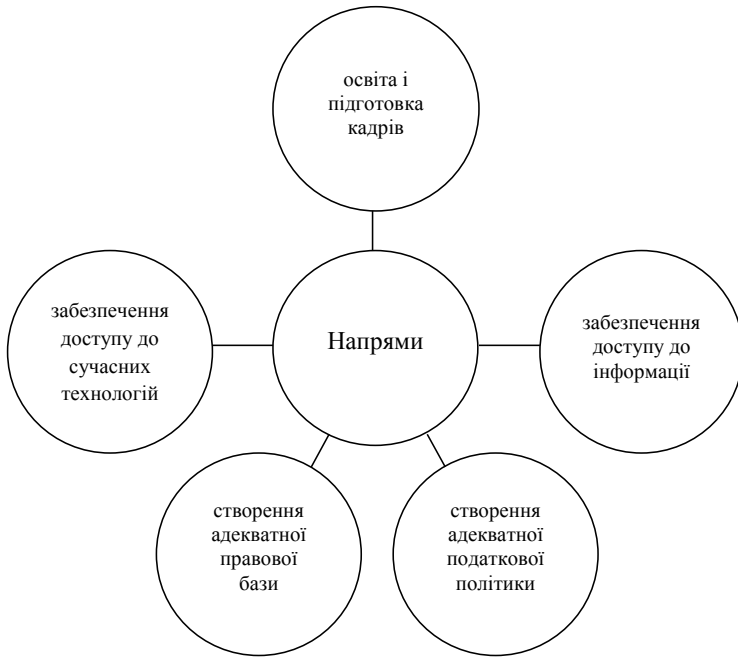 освіта і
підготовка
кадрів
забезпечення
доступу до
сучасних
технологій
Напрями
забезпечення
доступу до
інформації
створення
адекватної
правової
бази
створення
адекватної
податкової
політики